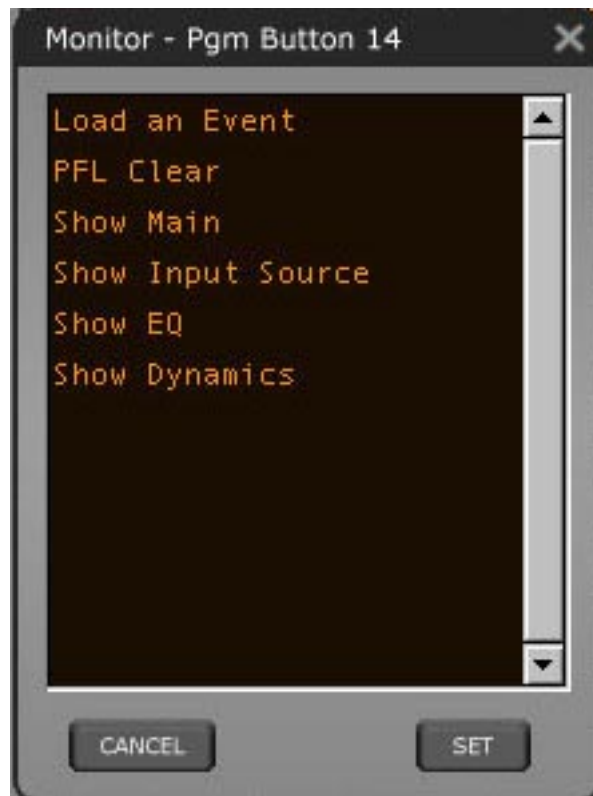 Monitor - Pgm Button 14
Load an Event
PFL Clear
Show Main
Show Input Source
Show EQ
Show Dynamics
CANCEL
SET